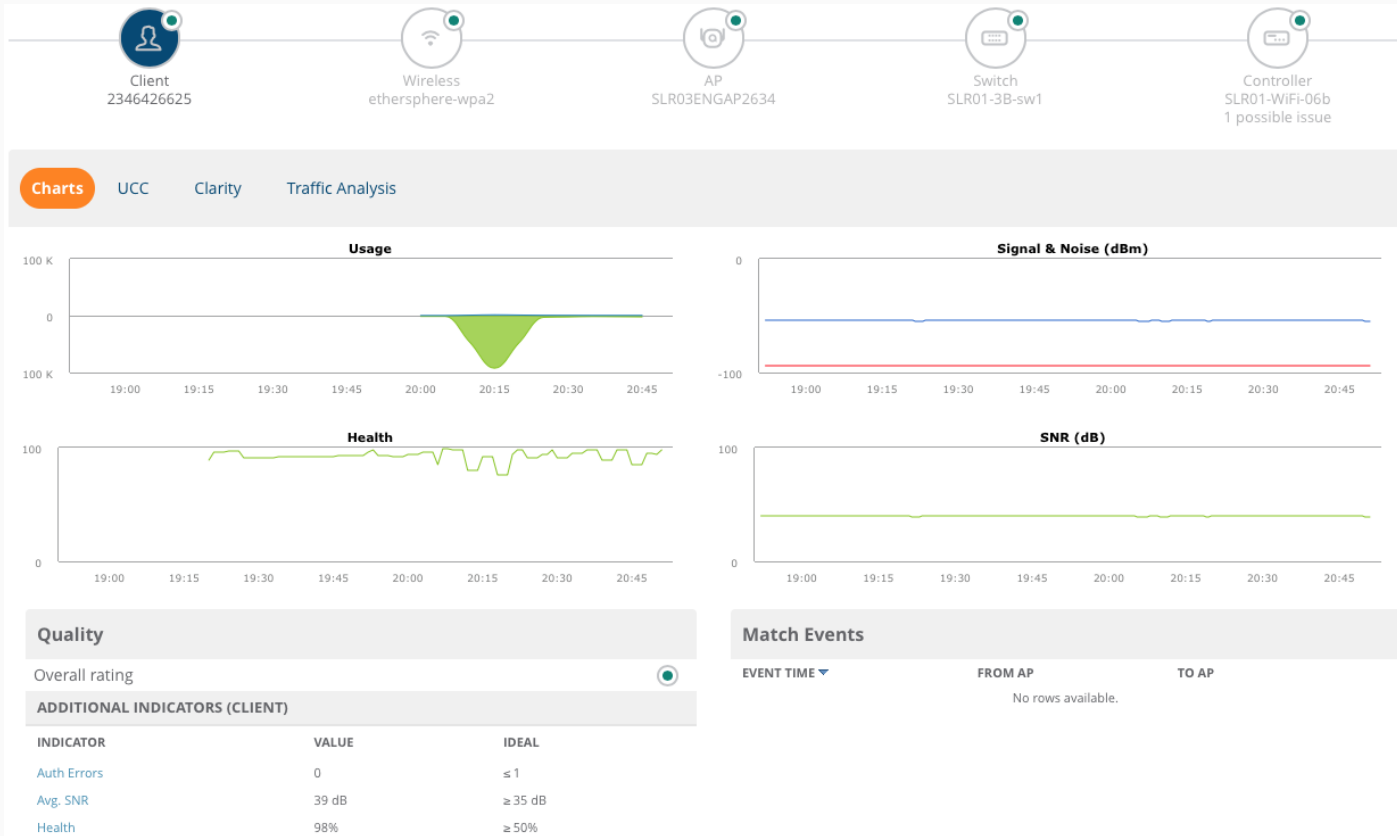 Client
2346426625
Wireless
ethersphere-wpa2
AP
SLR03ENGAP2634
Switch
SLR01-3B-sw1
Controller
SLR01-WiFi-06b
1 possible issue
Charts UCC Clarity Traffic Analysis
Usage
100 K
0
100 K
19:00 19:15 19:30 19:45 20:00 20:15 20:30 20:45
Signal & Noise (dBm)
0
-100
19:00 19:15 19:30 19:45 20:00 20:15 20:30 20:45
Health
100
0
19:00 19:15 19:30 19:45 20:00 20:15 20:30 20:45
SNR (dB)
100
0
19:00 19:15 19:30 19:45 20:00 20:15 20:30 20:45
Quality
Overall rating
ADDITIONAL INDICATORS (CLIENT)
INDICATOR VALUE IDEAL
Auth Errors 0 ≤ 1
Avg. SNR 39 dB ≥ 35 dB
Health 98% ≥ 50%
Match Events
EVENT TIME FROM AP TO AP
No rows available.